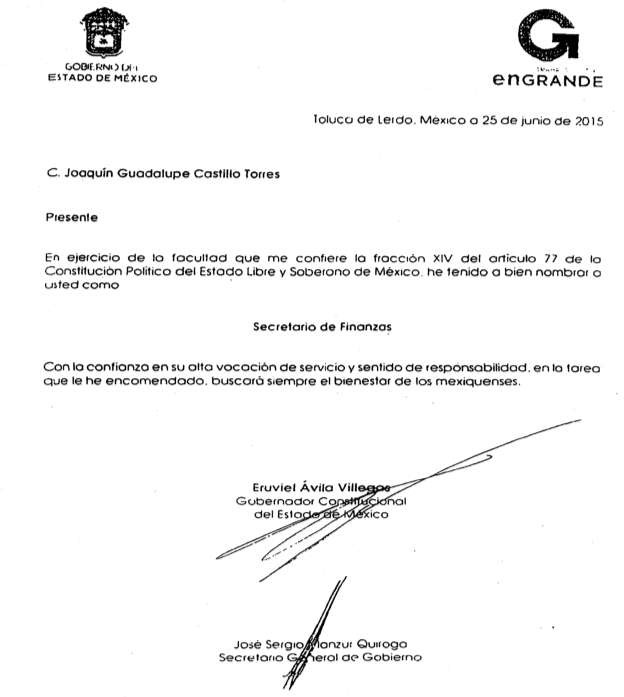 GOBIERNO DEL
ESTADO DE MÉXICO
enGRANDE
Toluca de Lerdo, México a 25 de junio de 2015
C. Joaquín Guadalupe Castillo Torres
Presente
En ejercicio de la facultad que me confiere la fracción XIV del artículo 77 de la
Constitución Política del Estado Libre y Soberano de México, he tenido a bien nombrar a
usted como
Secretario de Finanzas
Con la confianza en su alta vocación de servicio y sentido de responsabilidad, en la tarea
que le he encomendado, buscará siempre el bienestar de los mexiquenses.
Eruviel Ávila Villegas
Gobernador Constitucional
del Estado de México
José Sergio Manzur Quiroga
Secretario General de Gobierno